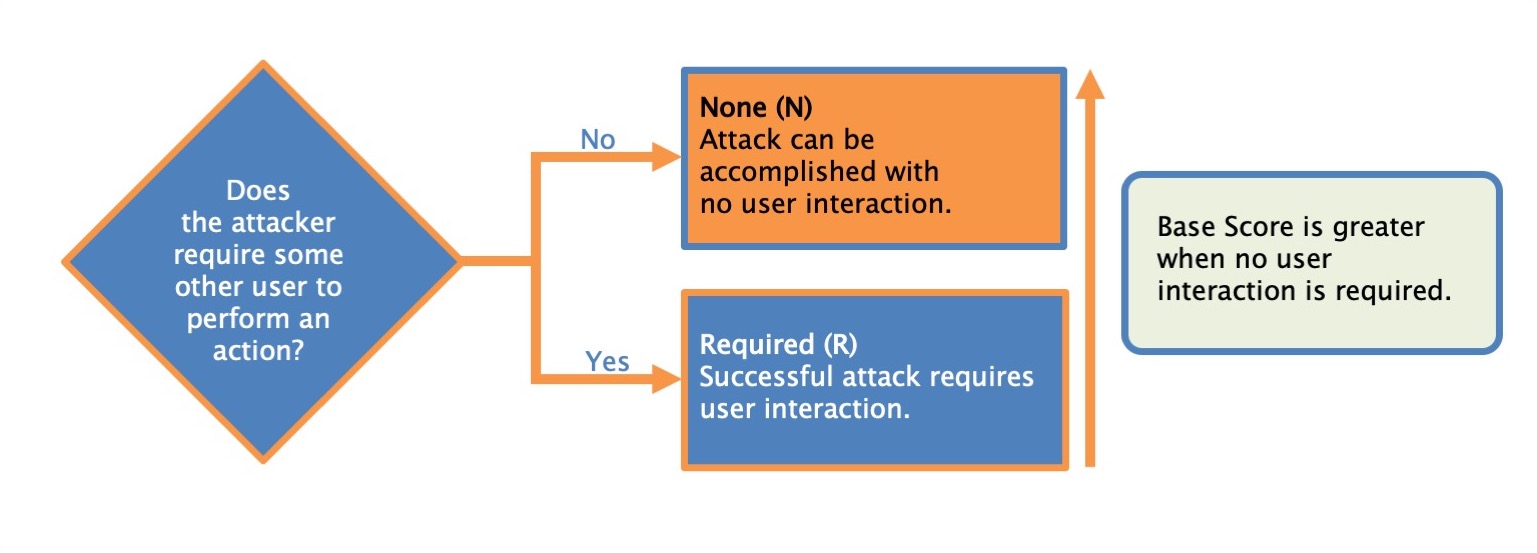 Does
the attacker
require some
other user to
perform an
action?
No
None (N)
Attack can be
accomplished with
no user interaction.
Yes
Required (R)
Successful attack requires
user interaction.
Base Score is greater
when no user
interaction is required.